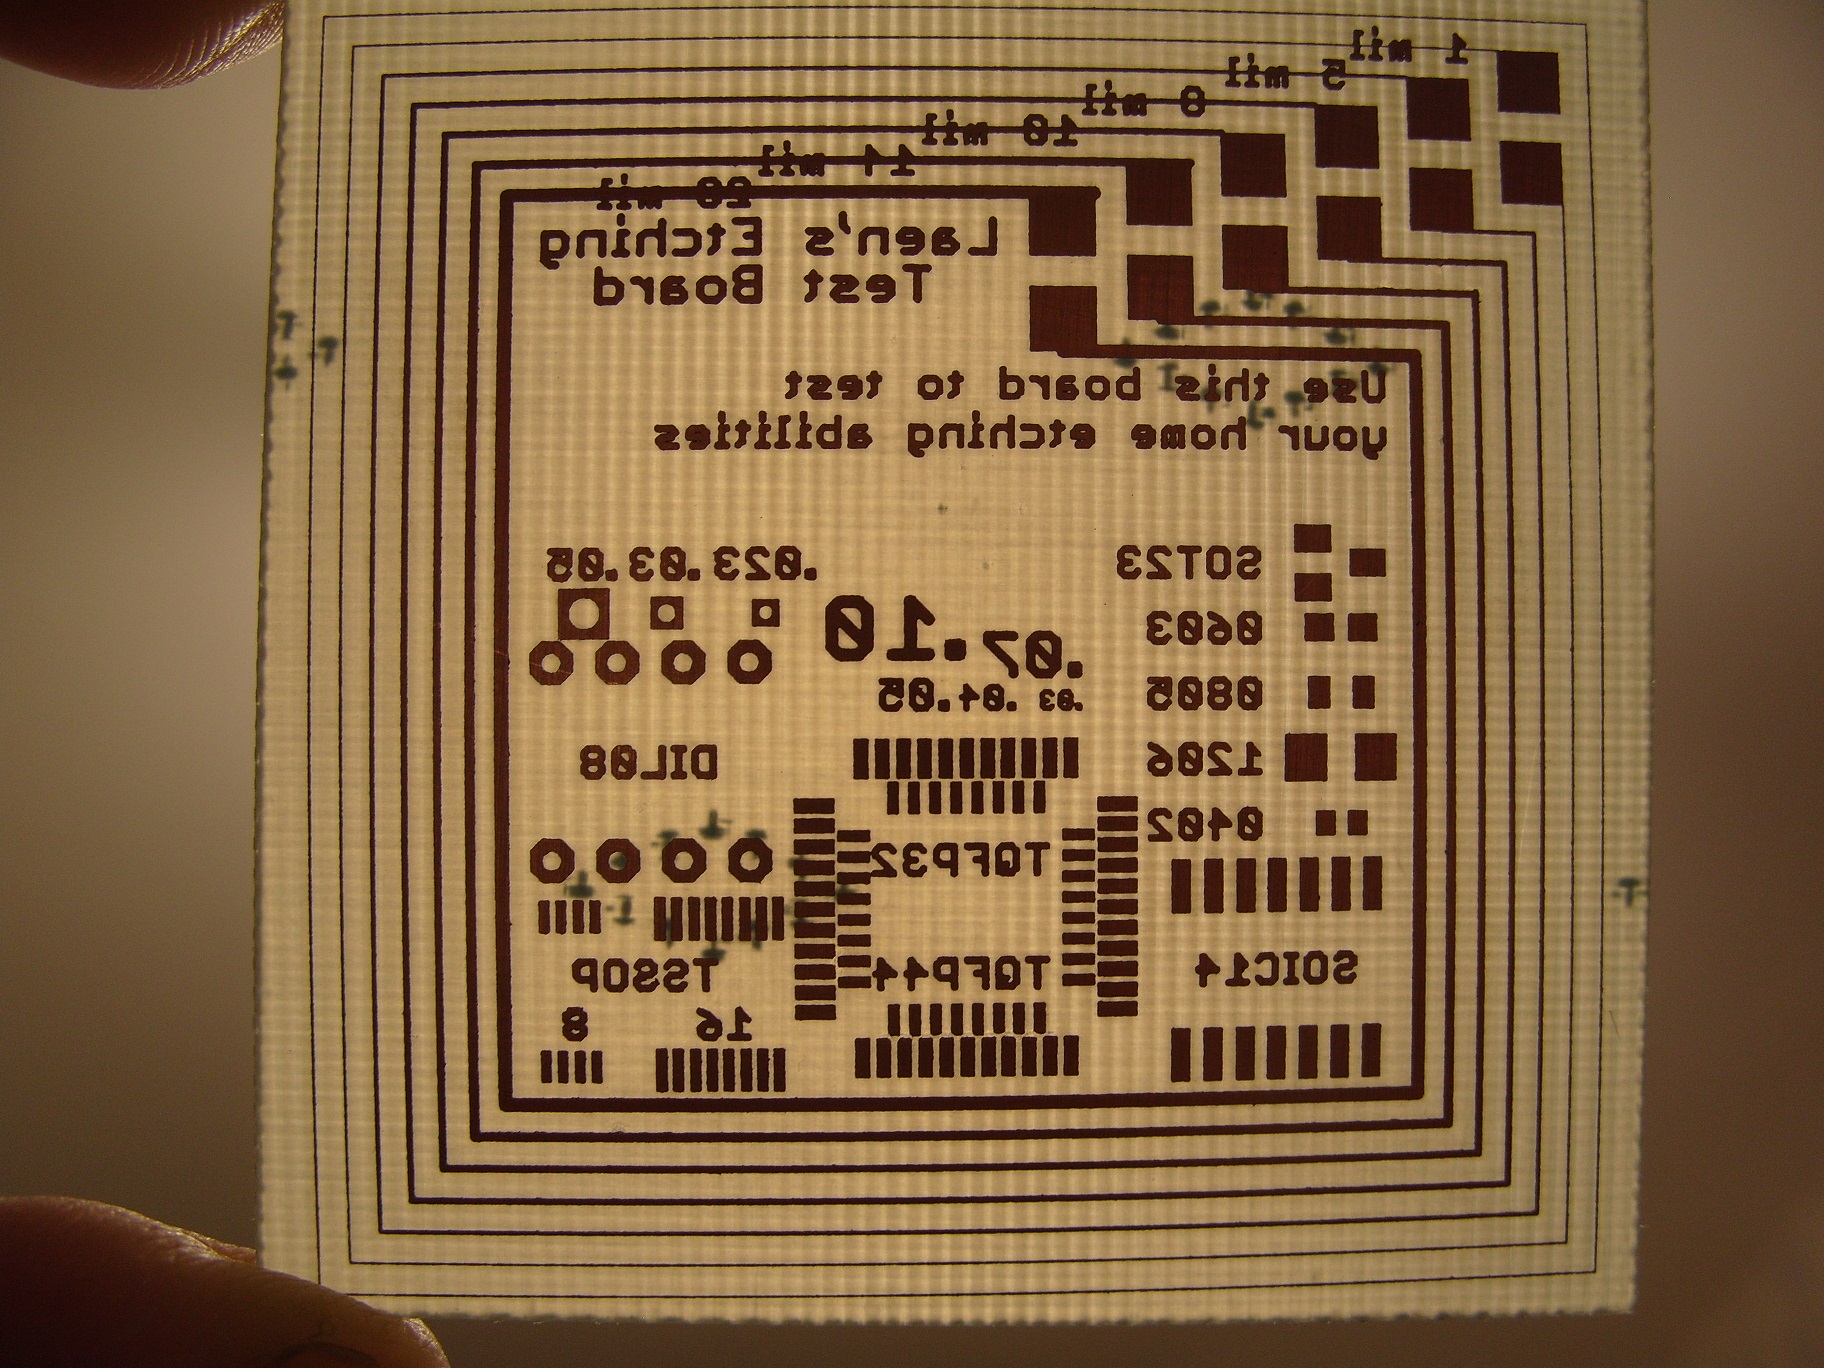 1 mil
5 mil
8 mil
10 mil
14 mil
20 mil
Laen's Etching
Test Board
Use this board to test
your home etching abilities
SOT23
.023.03.05
0603
.07.10
0805
.03.04.05
1206
DIL08
0402
TQFP32
SOIC14
TQFP44
TSSOP
16 8